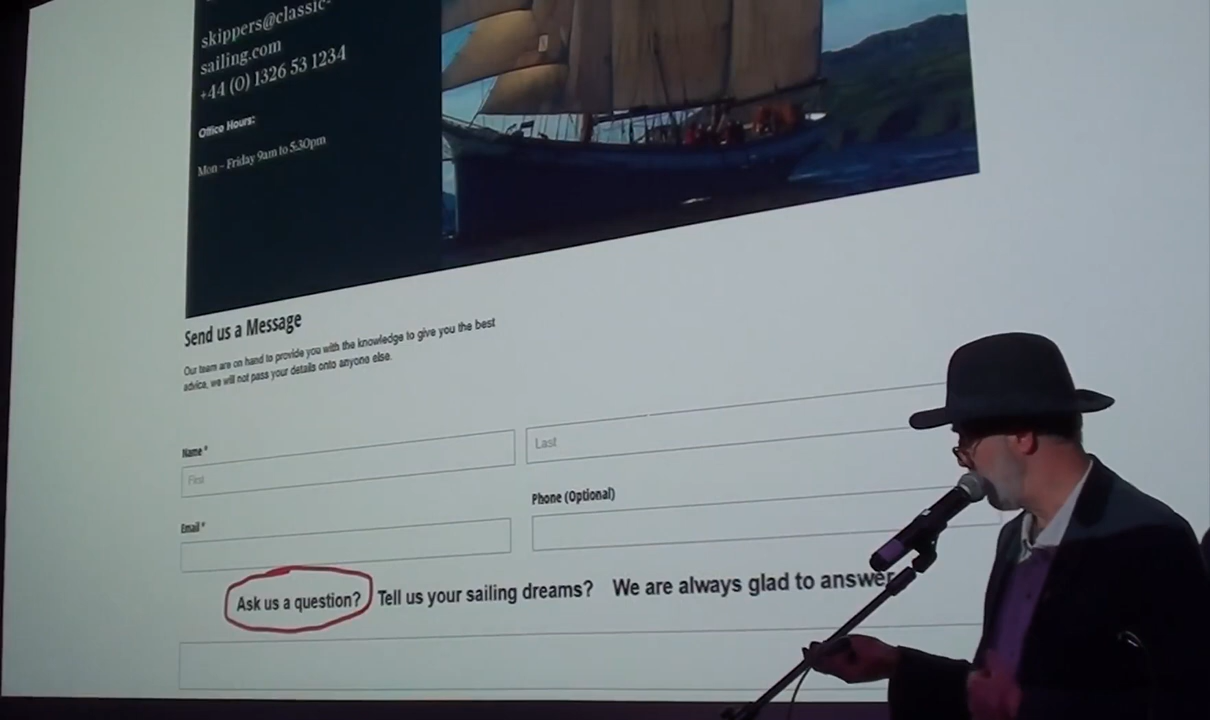 skippers@classic-
sailing.com
+44 (0) 1326 53 1234
Office Hours:
Mon - Friday 9am to 5:30pm
Send us a Message
Our team are on hand to provide you with the knowledge to give you the best
advice, we will not pass your details onto anyone else.
Name *
First
Last
Email *
Phone (Optional)
Ask us a question? Tell us your sailing dreams? We are always glad to answer